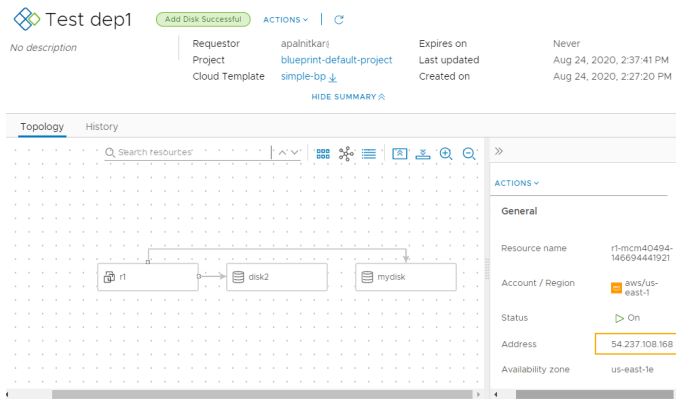 Test dep1 Add Disk Successful ACTIONS
No description
Requestor apalnitkar Expires on Never
Project blueprint-default-project Last updated Aug 24, 2020, 2:37:41 PM
Cloud Template simple-bp Created on Aug 24, 2020, 2:27:20 PM
HIDE SUMMARY
Topology History
Search resources
ACTIONS
General
Resource name r1-mcm40494-
146694441921
r1 disk2 mydisk
Account / Region aws/us-
east-1
Status On
Address 54.237.108.168
Availability zone us-east-1e